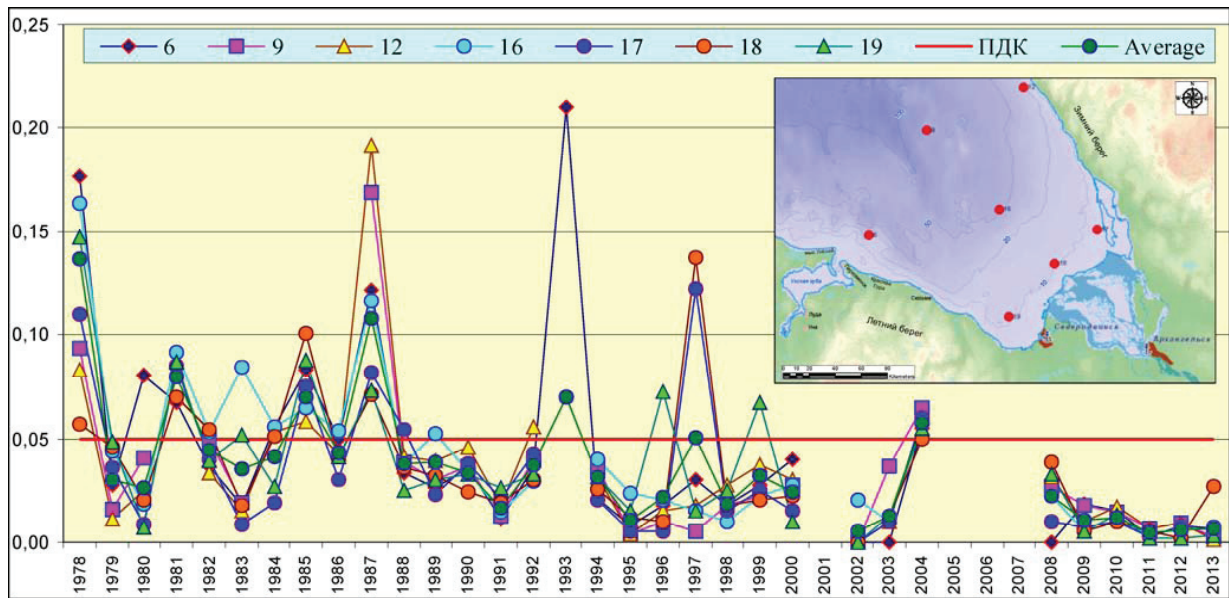 0,25
6 9 12 16 17 18 19 ПДК Average
0,20
0,15
0,10
0,05
0,00
Зимний берег
Унская губа
Летний берег
Северодвинск
Архангельск
1978 1979 1980 1981 1982 1983 1984 1985 1986 1987 1988 1989 1990 1991 1992 1993 1994 1995 1996 1997 1998 1999 2000 2001 2002 2003 2004 2005 2006 2007 2008 2009 2010 2011 2012 2013